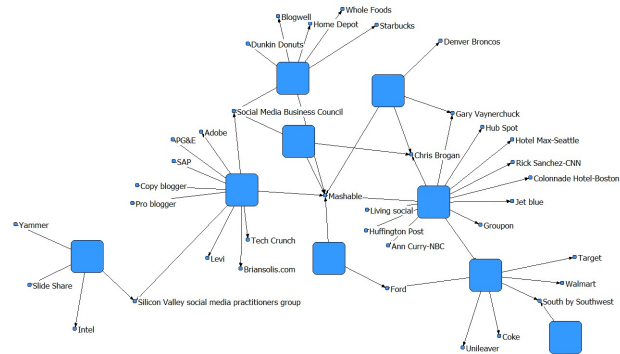 Whole Foods
Blogwell
Home Depot
Starbucks
Dunkin Donuts
Denver Broncos
Social Media Business Council
Gary Vaynerchuck
Hub Spot
Adobe
PG&E
Hotel Max-Seattle
Chris Brogan
SAP
Rick Sanchez-CNN
Colonnade Hotel-Boston
Copy blogger
Mashable
Pro blogger
Jet blue
Living social
Yammer
Groupon
Huffington Post
Tech Crunch
Ann Curry-NBC
Levi
Target
Briansolis.com
Slide Share
Walmart
Ford
Silicon Valley social media practitioners group
South by Southwest
Intel
Coke
Unileaver